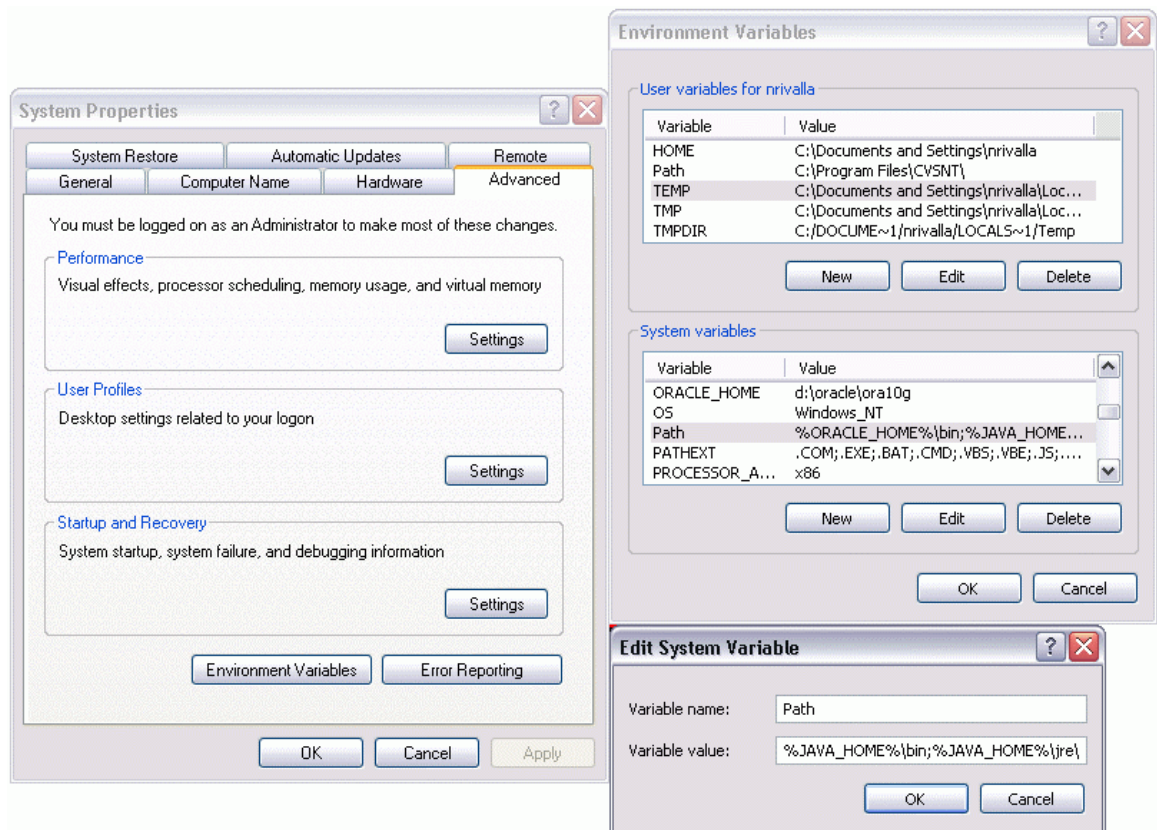 System Properties
System Restore Automatic Updates Remote
General Computer Name Hardware Advanced
You must be logged on as an Administrator to make most of these changes.
Performance
Visual effects, processor scheduling, memory usage, and virtual memory
Settings
User Profiles
Desktop settings related to your logon
Settings
Startup and Recovery
System startup, system failure, and debugging information
Settings
Environment Variables Error Reporting
OK Cancel Apply
Environment Variables
User variables for nrivalla
Variable Value
HOME C:\Documents and Settings\nrivalla
Path C:\Program Files\CVSNT\
TEMP C:\Documents and Settings\nrivalla\Loc...
TMP C:\Documents and Settings\nrivalla\Loc...
TMPDIR C:/DOCUME~1/nrivalla/LOCALS~1/Temp
New Edit Delete
System variables
Variable Value
ORACLE_HOME d:\oracle\ora10g
OS Windows_NT
Path %ORACLE_HOME%\bin;%JAVA_HOME...
PATHEXT .COM;.EXE;.BAT;.CMD;.VBS;.VBE;.JS;....
PROCESSOR_A... x86
New Edit Delete
OK Cancel
Edit System Variable
Variable name: Path
Variable value: %JAVA_HOME%\bin;%JAVA_HOME%\jre\
OK Cancel